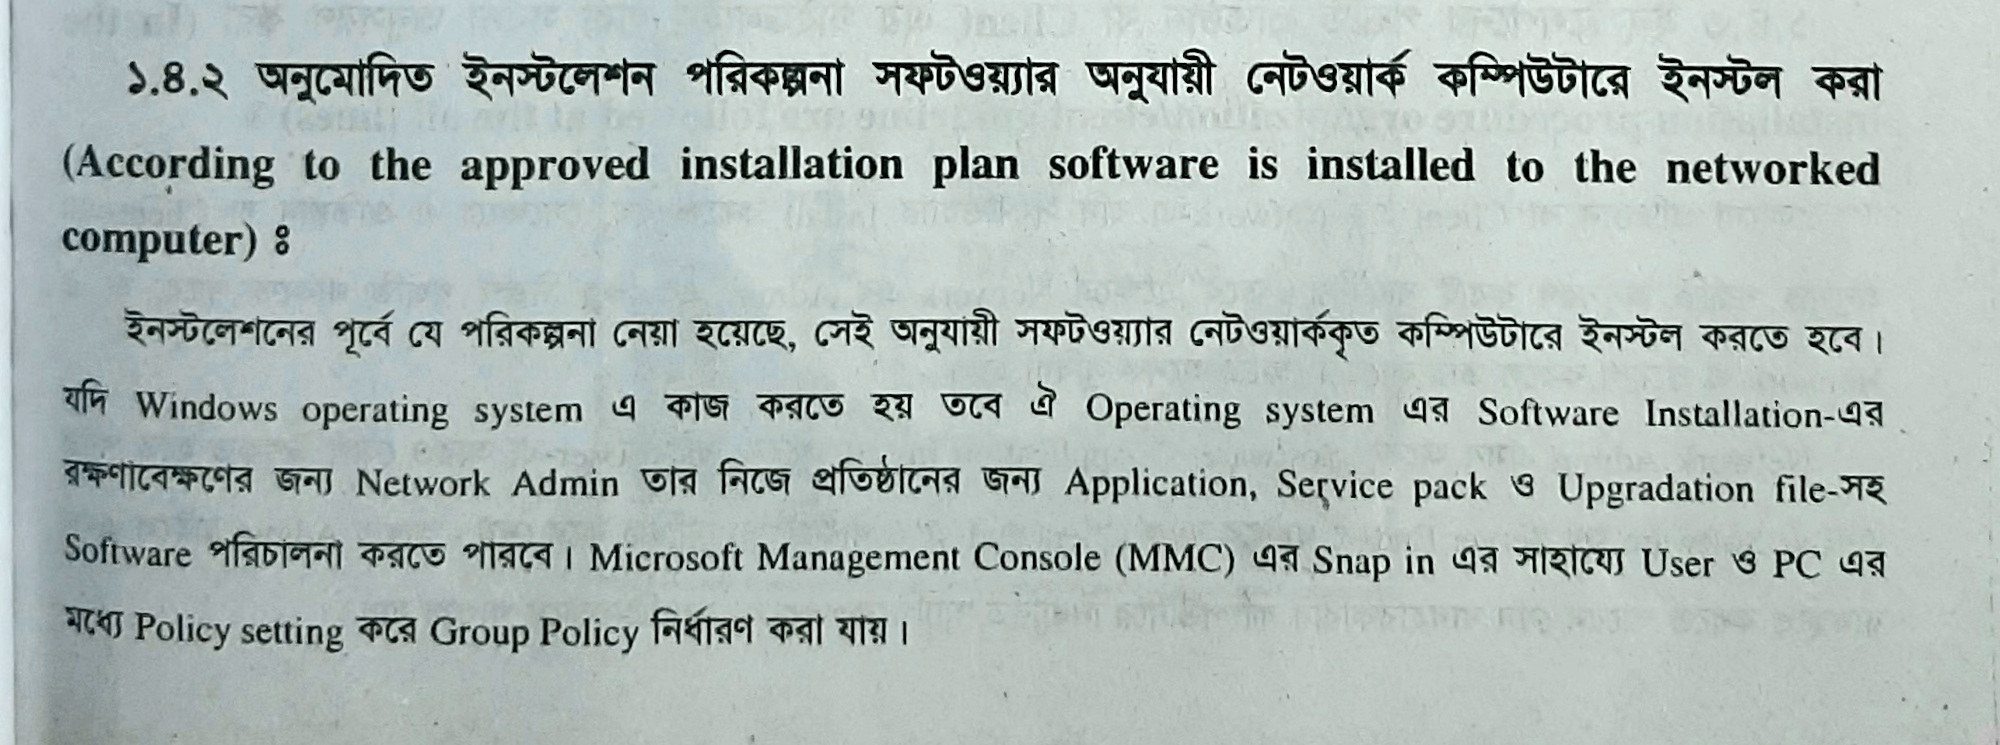 ১.৪.২ অনুমোদিত ইনস্টলেশন পরিকল্পনা সফটওয়্যার অনুযায়ী নেটওয়ার্ক কম্পিউটারে ইনস্টল করা
(According to the approved installation plan software is installed to the networked
computer) ঃ
ইনস্টলেশনের পূর্বে যে পরিকল্পনা নেয়া হয়েছে, সেই অনুযায়ী সফটওয়্যার নেটওয়ার্ককৃত কম্পিউটারে ইনস্টল করতে হবে।
যদি Windows operating system এ কাজ করতে হয় তবে ঐ Operating system এর Software Installation-এর
রক্ষণাবেক্ষণের জন্য Network Admin তার নিজে প্রতিষ্ঠানের জন্য Application, Service pack ও Upgradation file-সহ
Software পরিচালনা করতে পারবে। Microsoft Management Console (MMC) এর Snap in এর সাহায্যে User ও PC এর
মধ্যে Policy setting করে Group Policy নির্ধারণ করা যায়।